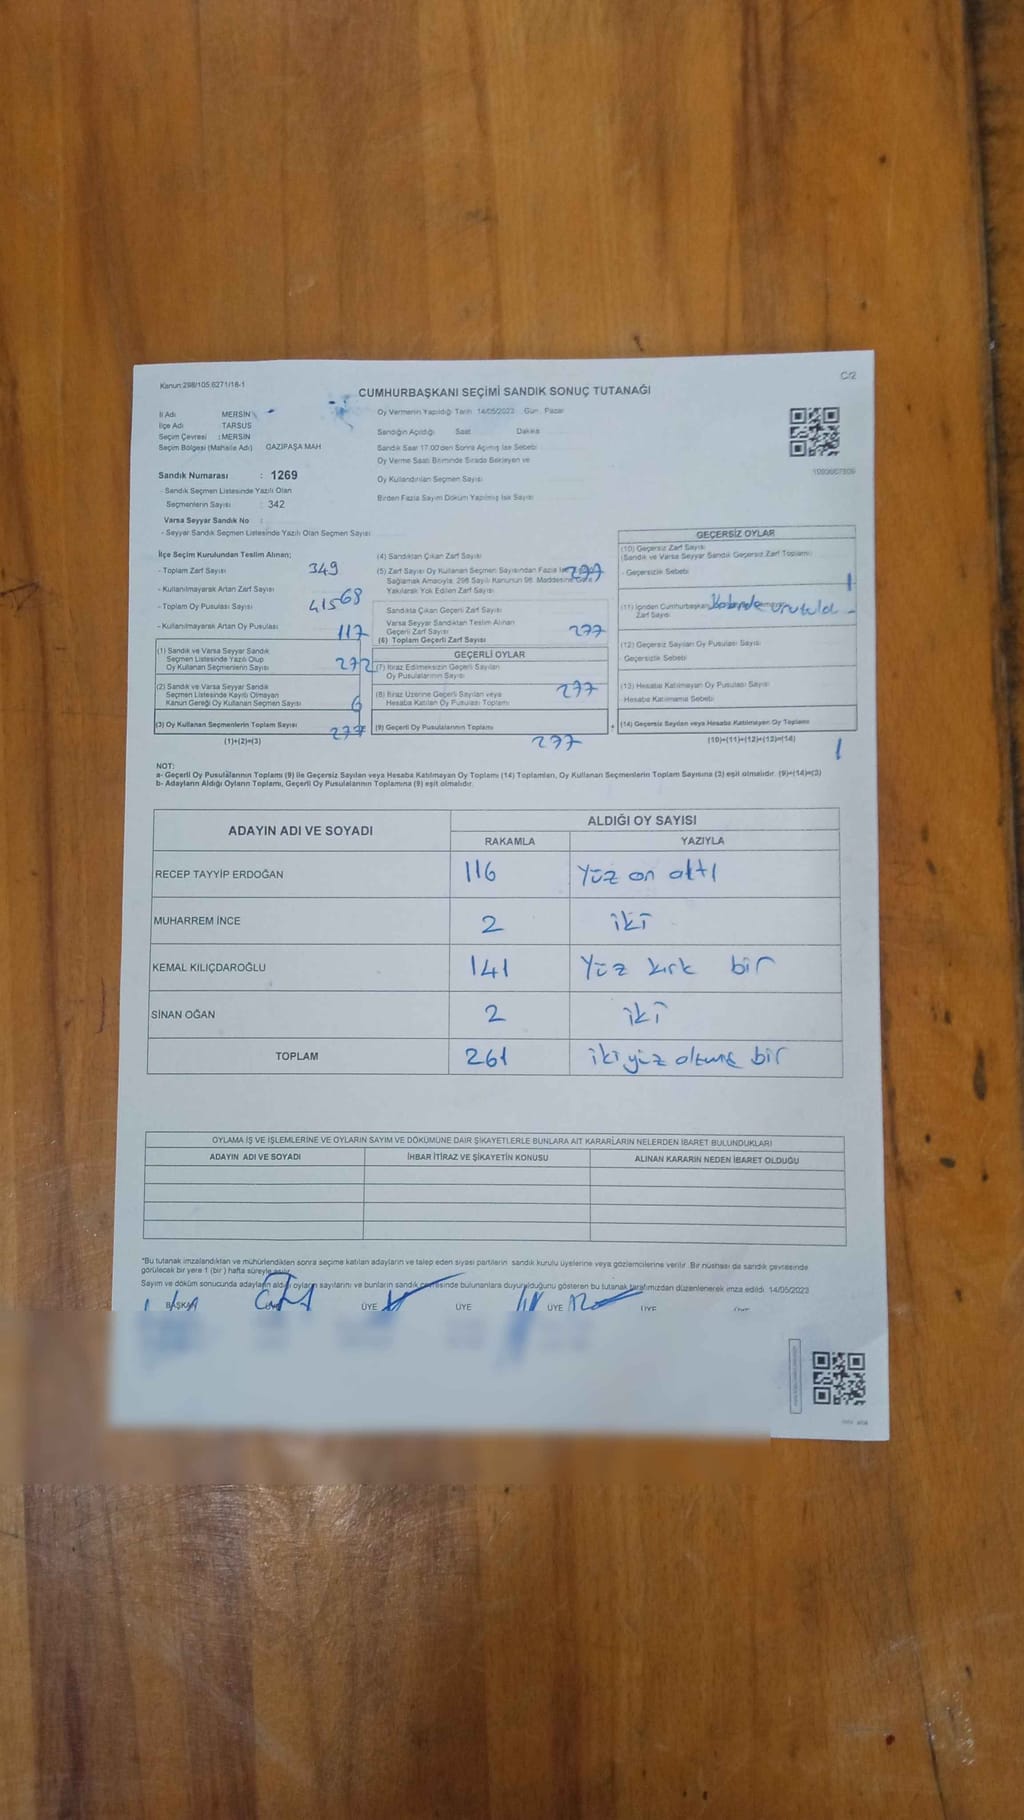 Kanun:298/105,6271/18-1
C/2
CUMHURBAŞKANI SEÇİMİ SANDIK SONUÇ TUTANAĞI
İl Adı MERSİN
İlçe Adı TARSUS
Seçim Çevresi : MERSİN
Seçim Bölgesi (Mahalle Adı) GAZİPAŞA MAH
Sandık Numarası : 1269
- Sandık Seçmen Listesinde Yazılı Olan
Seçmenlerin Sayısı : 342
Varsa Seyyar Sandık No :
- Seyyar Sandık Seçmen Listesinde Yazılı Olan Seçmen Sayısı
Oy Vermenin Yapıldığı Tarih : 14/05/2023 Gün : Pazar
Sandığın Açıldığı Saat Dakika
Sandık Saat 17:00'den Sonra Açılmış İse Sebebi
Oy Verme Saati Bitiminde Sırada Bekleyen ve
Oy Kullandırılan Seçmen Sayısı
Birden Fazla Sayım Döküm Yapılmış İse Sayısı
İlçe Seçim Kurulundan Teslim Alınan;
- Toplam Zarf Sayısı 349
- Kullanılmayarak Artan Zarf Sayısı 68
- Toplam Oy Pusulası Sayısı 415
- Kullanılmayarak Artan Oy Pusulası 117
(1) Sandık ve Varsa Seyyar Sandık
Seçmen Listesinde Yazılı Olup
Oy Kullanan Seçmenlerin Sayısı 272
(2) Sandık ve Varsa Seyyar Sandık
Seçmen Listesinde Kayıtlı Olmayan
Kanun Gereği Oy Kullanan Seçmen Sayısı 6
(3) Oy Kullanan Seçmenlerin Toplam Sayısı
(1)+(2)=(3)
(4) Sandıktan Çıkan Zarf Sayısı
(5) Zarf Sayısı Oy Kullanan Seçmen Sayısından Fazla İse
Sağlamak Amacıyla, 298 Sayılı Kanunun 98. Maddesine Göre
Yakılarak Yok Edilen Zarf Sayısı
Sandıkta Çıkan Geçerli Zarf Sayısı
Varsa Seyyar Sandıktan Teslim Alınan
Geçerli Zarf Sayısı 277
(6) Toplam Geçerli Zarf Sayısı
GEÇERLİ OYLAR
(7) İtiraz Edilmeksizin Geçerli Sayılan
Oy Pusulalarının Sayısı
277
(8) İtiraz Üzerine Geçerli Sayılan veya
Hesaba Katılan Oy Pusulası Toplamı
(9) Geçerli Oy Pusulalarının Toplamı
277
GEÇERSİZ OYLAR
(10) Geçersiz Zarf Sayısı
(Sandık ve Varsa Seyyar Sandık Geçersiz Zarf Toplamı)
Geçersizlik Sebebi 1
(11) İçinden Cumhurbaşkanı
Zarf Sayısı
(12) Geçersiz Sayılan Oy Pusulası Sayısı
Geçersizlik Sebebi
(13) Hesaba Katılmayan Oy Pusulası Sayısı
Hesaba Katılmama Sebebi
(14) Geçersiz Sayılan veya Hesaba Katılmayan Oy Toplamı
(10)+(11)+(12)+(13)=(14) 1
NOT:
a- Geçerli Oy Pusulalarının Toplamı (9) ile Geçersiz Sayılan veya Hesaba Katılmayan Oy Toplamı (14) Toplamları, Oy Kullanan Seçmenlerin Toplam Sayısına (3) eşit olmalıdır. (9)+(14)=(3)
b- Adayların Aldığı Oyların Toplamı, Geçerli Oy Pusulalarının Toplamına (9) eşit olmalıdır.
ADAYIN ADI VE SOYADI ALDIĞI OY SAYISI
RAKAMLA YAZIYLA
RECEP TAYYİP ERDOĞAN 116 Yüz on altı
MUHARREM İNCE 2 iki
KEMAL KILIÇDAROĞLU 141 Yüz kırk bir
SİNAN OĞAN 2 iki
TOPLAM 261 iki yüz altmış bir
OYLAMA İŞ VE İŞLEMLERİNE VE OYLARIN SAYIM VE DÖKÜMÜNE DAİR ŞİKAYETLERLE BUNLARA AİT KARARLARIN NELERDEN İBARET BULUNDUKLARI
ADAYIN ADI VE SOYADI İHBAR İTİRAZ VE ŞİKAYETİN KONUSU ALINAN KARARIN NEDEN İBARET OLDUĞU
*Bu tutanak imzalandıktan ve mühürlendikten sonra seçime katılan adayların ve talep eden siyasi partilerin sandık kurulu üyelerine veya gözlemcilerine verilir. Bir nüshası da sandık çevresinde
görülecek bir yere 1 (bir) hafta süreyle asılır.
Sayım ve döküm sonucunda adayların aldığı oyların sayılarını ve bunların sandık çevresinde bulunanlara duyurulduğunu gösteren bu tutanak tarafımızdan düzenlenerek imza edildi. 14/05/2023
BAŞKAN ÜYE ÜYE ÜYE ÜYE